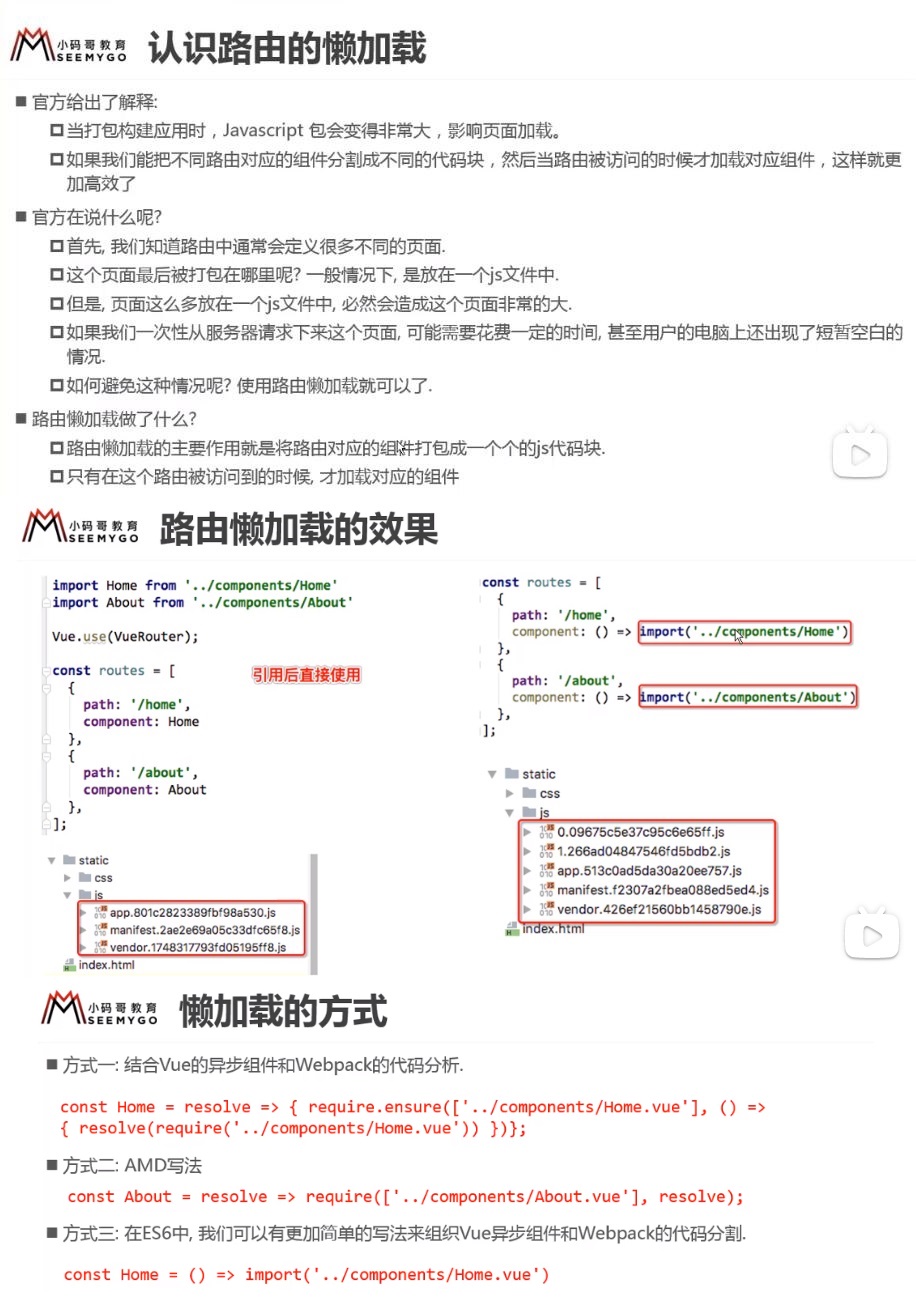 小码哥教育
SEEMYGO
认识路由的懒加载
■ 官方给出了解释:
当打包构建应用时，Javascript 包会变得非常大，影响页面加载。
如果我们能把不同路由对应的组件分割成不同的代码块，然后当路由被访问的时候才加载对应组件，这样就更
加高效了
■ 官方在说什么呢?
首先, 我们知道路由中通常会定义很多不同的页面.
这个页面最后被打包在哪里呢? 一般情况下, 是放在一个js文件中.
但是, 页面这么多放在一个js文件中, 必然会造成这个页面非常的大.
如果我们一次性从服务器请求下来这个页面, 可能需要花费一定的时间, 甚至用户的电脑上还出现了短暂空白的
情况.
如何避免这种情况呢? 使用路由懒加载就可以了.
■ 路由懒加载做了什么?
路由懒加载的主要作用就是将路由对应的组件打包成一个个的js代码块.
只有在这个路由被访问到的时候, 才加载对应的组件
小码哥教育
SEEMYGO
路由懒加载的效果
import Home from '../components/Home'
import About from '../components/About'
Vue.use(VueRouter);
const routes = [
{
path: '/home',
component: Home
},
{
path: '/about',
component: About
},
];
引用后直接使用
static
css
js
app.801c2823389fbf98a530.js
manifest.2ae2e69a05c33dfc65f8.js
vendor.1748317793fd05195ff8.js
index.html
const routes = [
{
path: '/home',
component: () => import('../components/Home')
},
{
path: '/about',
component: () => import('../components/About')
},
];
static
css
js
0.09675c5e37c95c6e65ff.js
1.266ad04847546fd5bdb2.js
app.513c0ad5da30a20ee757.js
manifest.f2307a2fbea088ed5ed4.js
vendor.426ef21560bb1458790e.js
index.html
小码哥教育
SEEMYGO
懒加载的方式
■ 方式一: 结合Vue的异步组件和Webpack的代码分析.
const Home = resolve => { require.ensure(['../components/Home.vue'], () =>
{ resolve(require('../components/Home.vue')) })};
■ 方式二: AMD写法
const About = resolve => require(['../components/About.vue'], resolve);
■ 方式三: 在ES6中, 我们可以有更加简单的写法来组织Vue异步组件和Webpack的代码分割.
const Home = () => import('../components/Home.vue')